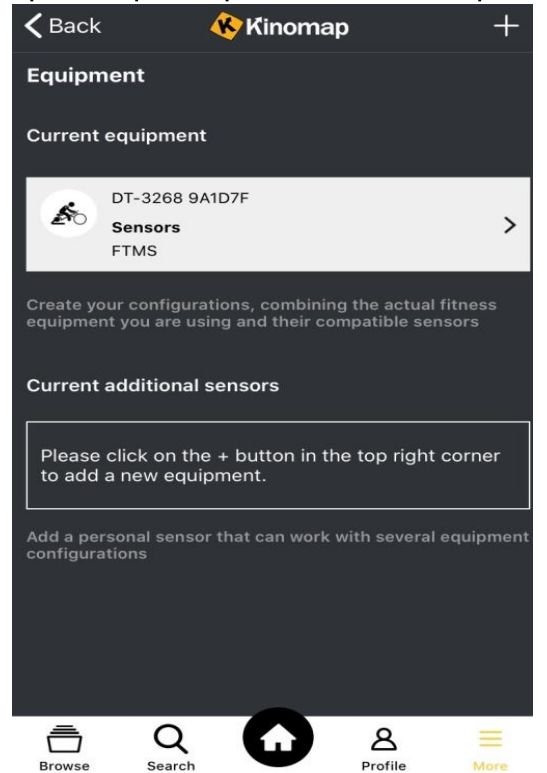 Back
Kinomap
Equipment
Current equipment
DT-3268 9A1D7F
Sensors
FTMS
Create your configurations, combining the actual fitness
equipment you are using and their compatible sensors
Current additional sensors
Please click on the + button in the top right corner
to add a new equipment.
Add a personal sensor that can work with several equipment
configurations
Browse
Search
Profile
More